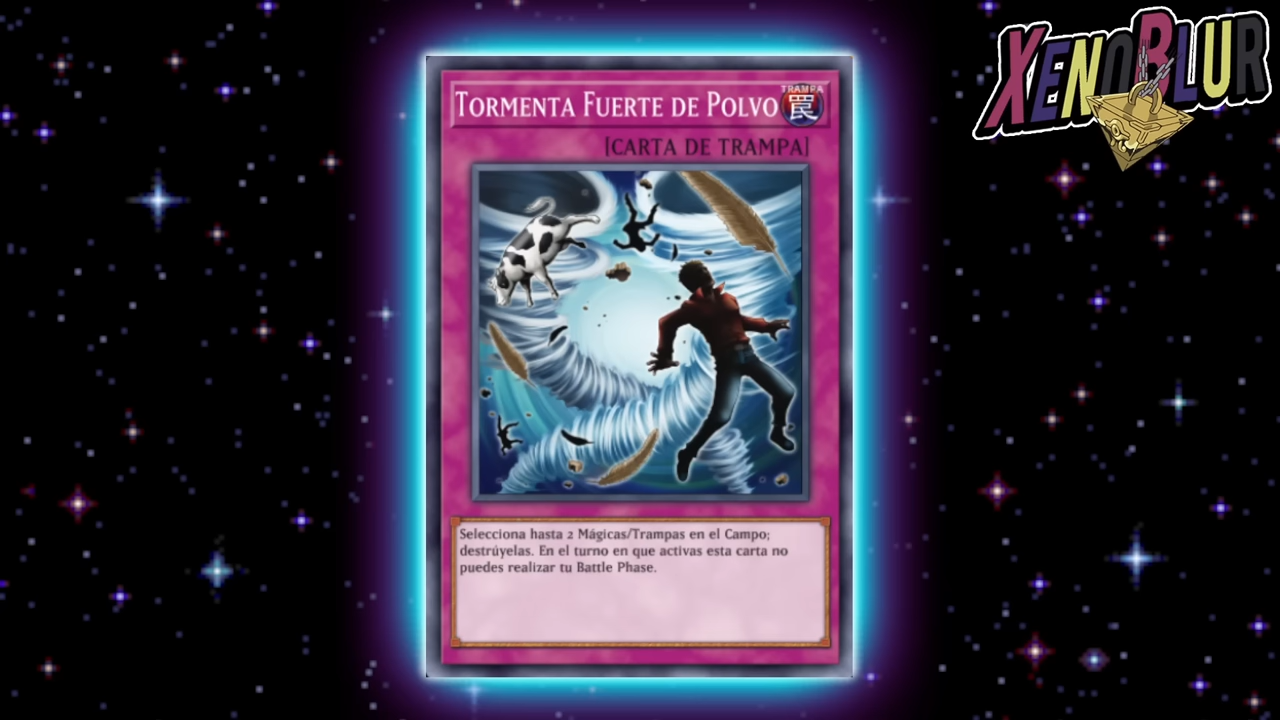 XENOBLUR
TORMENTA FUERTE DE POLVO
TRAMPA
罠
[CARTA DE TRAMPA]
Selecciona hasta 2 Mágicas/Trampas en el Campo;
destrúyelas. En el turno en que activas esta carta no
puedes realizar tu Battle Phase.